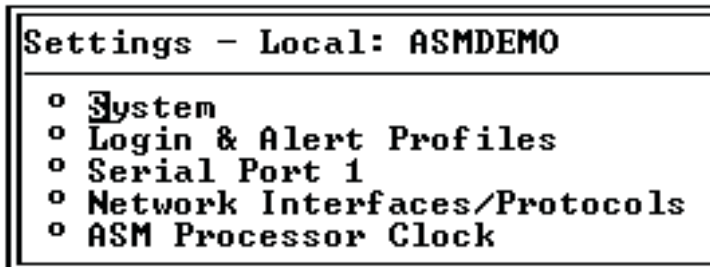 Settings - Local: ASMDEMO
° System
° Login & Alert Profiles
° Serial Port 1
° Network Interfaces/Protocols
° ASM Processor Clock